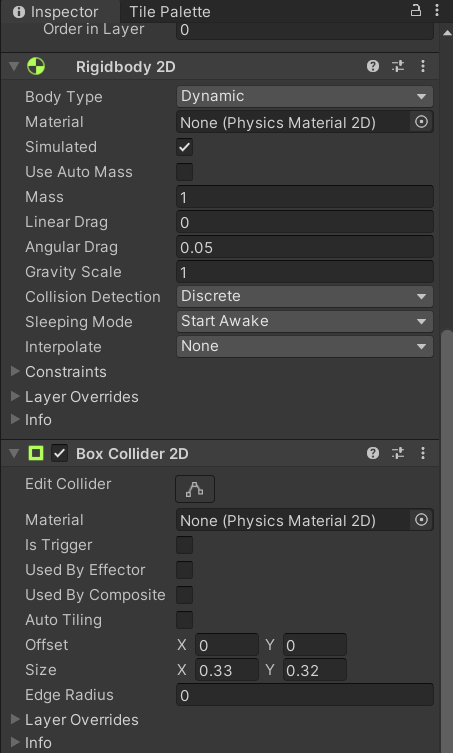 Inspector Tile Palette
Order in Layer 0
Rigidbody 2D
Body Type Dynamic
Material None (Physics Material 2D)
Simulated
Use Auto Mass
Mass 1
Linear Drag 0
Angular Drag 0.05
Gravity Scale 1
Collision Detection Discrete
Sleeping Mode Start Awake
Interpolate None
Constraints
Layer Overrides
Info
Box Collider 2D
Edit Collider
Material None (Physics Material 2D)
Is Trigger
Used By Effector
Used By Composite
Auto Tiling
Offset X 0 Y 0
Size X 0.33 Y 0.32
Edge Radius 0
Layer Overrides
Info